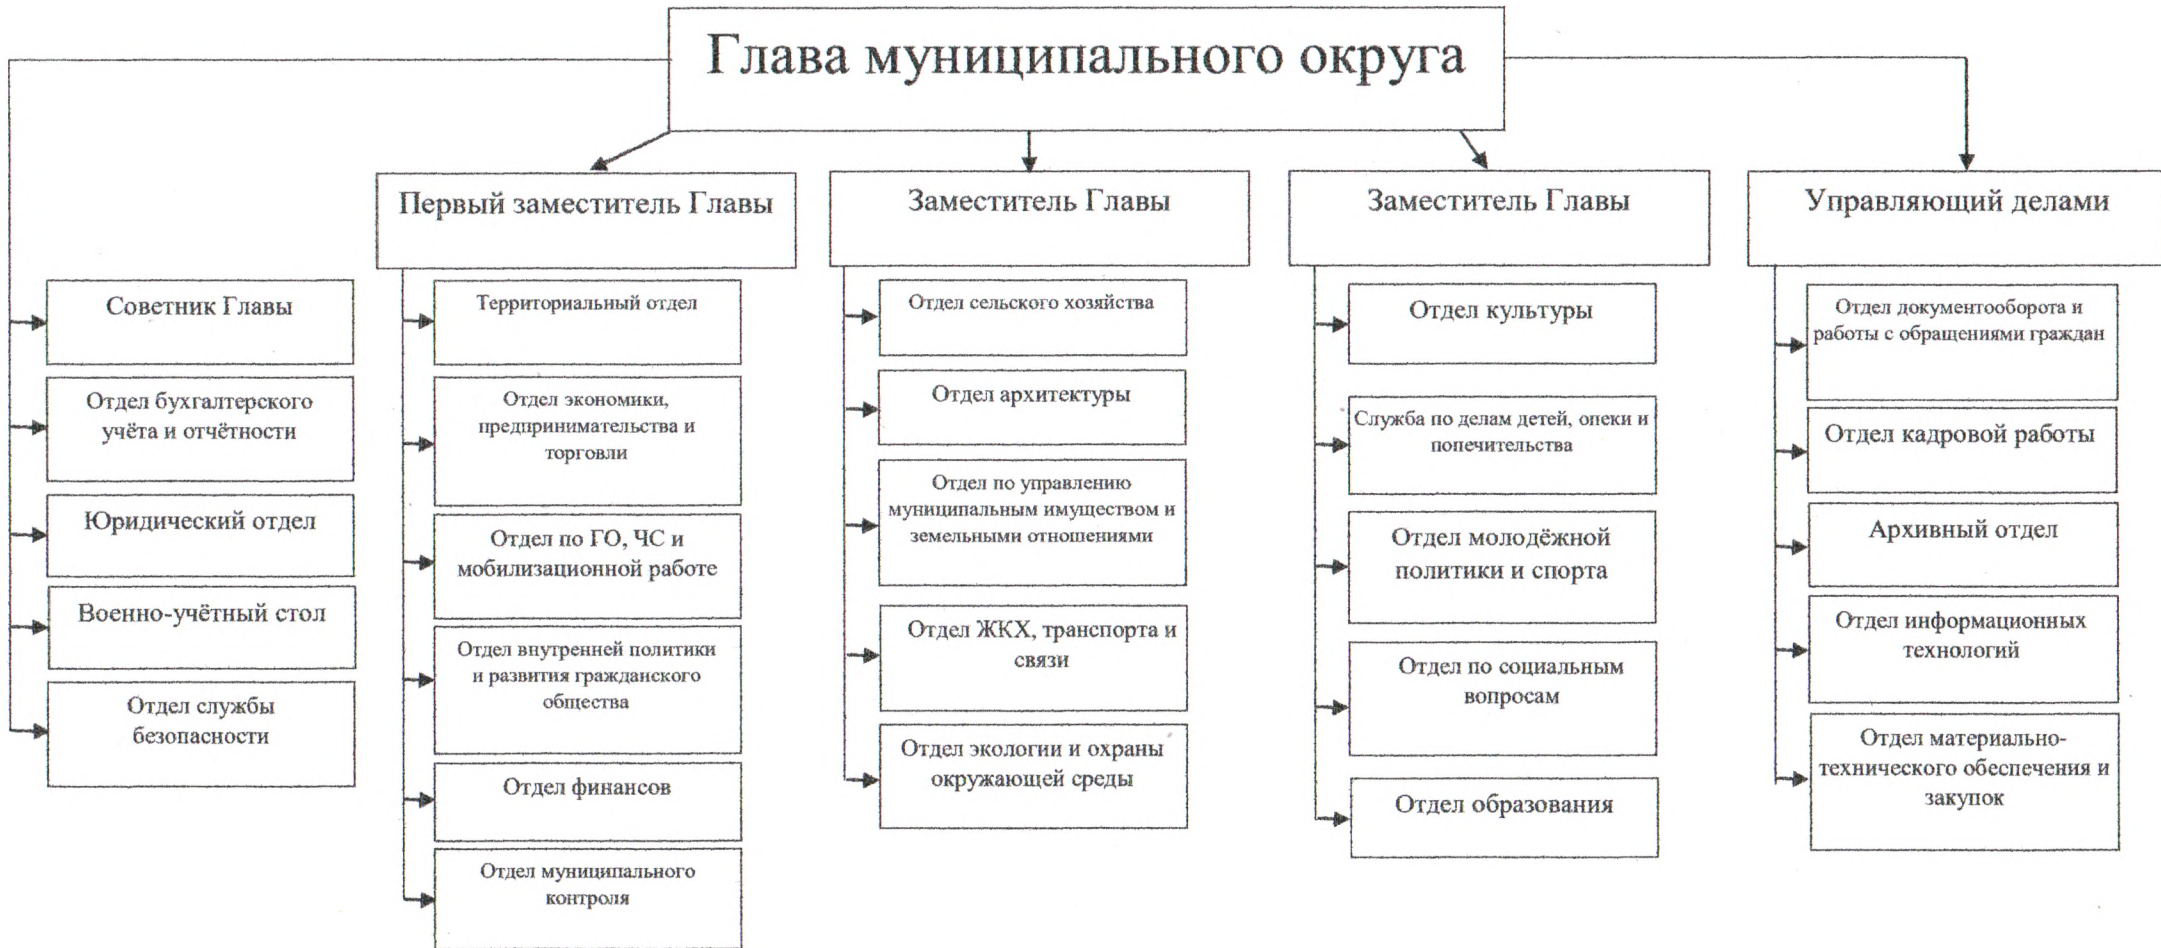 Глава муниципального округа
Первый заместитель Главы
Заместитель Главы
Заместитель Главы
Управляющий делами
Советник Главы
Отдел бухгалтерского
учёта и отчётности
Юридический отдел
Военно-учётный стол
Отдел службы
безопасности
Территориальный отдел
Отдел экономики,
предпринимательства и
торговли
Отдел по ГО, ЧС и
мобилизационной работе
Отдел внутренней политики
и развития гражданского
общества
Отдел финансов
Отдел муниципального
контроля
Отдел сельского хозяйства
Отдел архитектуры
Отдел по управлению
муниципальным имуществом и
земельными отношениями
Отдел ЖКХ, транспорта и
связи
Отдел экологии и охраны
окружающей среды
Отдел культуры
Служба по делам детей, опеки и
попечительства
Отдел молодёжной
политики и спорта
Отдел по социальным
вопросам
Отдел образования
Отдел документооборота и
работы с обращениями граждан
Отдел кадровой работы
Архивный отдел
Отдел информационных
технологий
Отдел материально-
технического обеспечения и
закупок